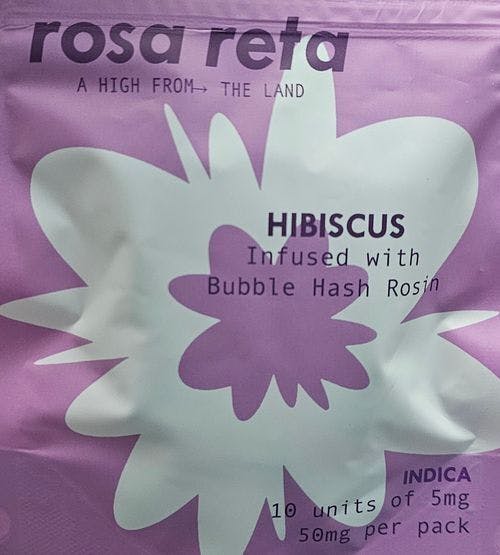 rosa reta
A HIGH FROM→ THE LAND
HIBISCUS
Infused with
Bubble Hash Rosin
INDICA
10 units of 5mg
50mg per pack